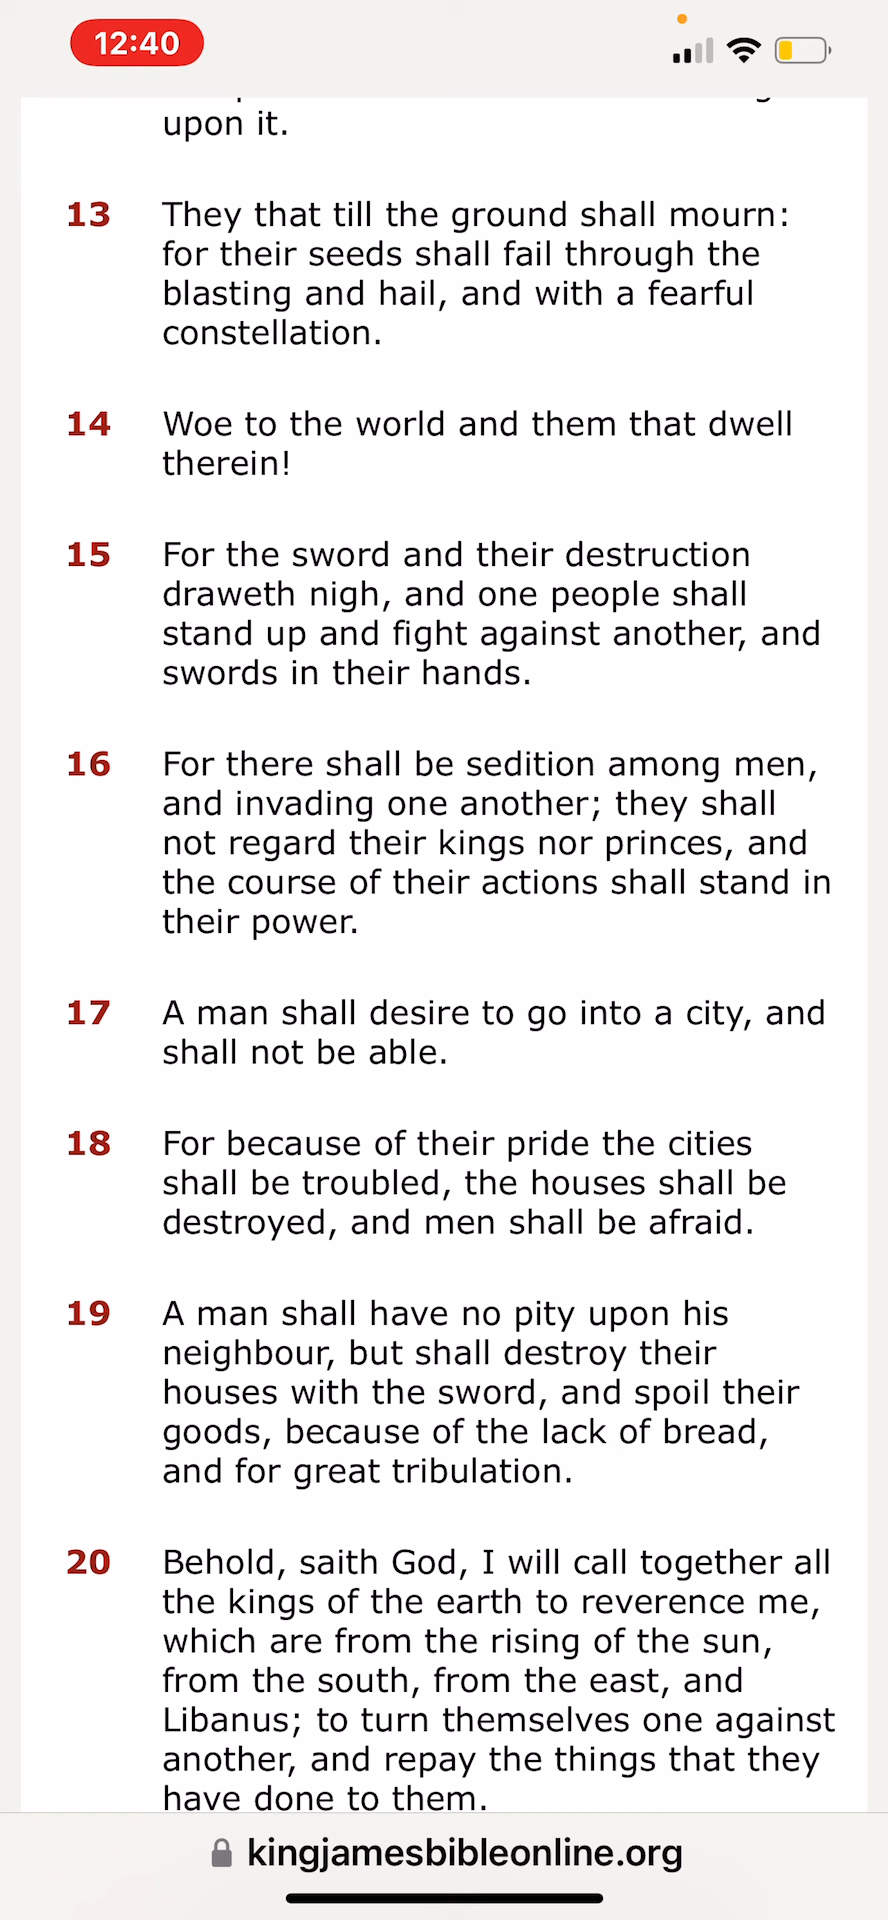 12:40
upon it.
13 They that till the ground shall mourn:
for their seeds shall fail through the
blasting and hail, and with a fearful
constellation.
14 Woe to the world and them that dwell
therein!
15 For the sword and their destruction
draweth nigh, and one people shall
stand up and fight against another, and
swords in their hands.
16 For there shall be sedition among men,
and invading one another; they shall
not regard their kings nor princes, and
the course of their actions shall stand in
their power.
17 A man shall desire to go into a city, and
shall not be able.
18 For because of their pride the cities
shall be troubled, the houses shall be
destroyed, and men shall be afraid.
19 A man shall have no pity upon his
neighbour, but shall destroy their
houses with the sword, and spoil their
goods, because of the lack of bread,
and for great tribulation.
20 Behold, saith God, I will call together all
the kings of the earth to reverence me,
which are from the rising of the sun,
from the south, from the east, and
Libanus; to turn themselves one against
another, and repay the things that they
have done to them.
kingjamesbibleonline.org